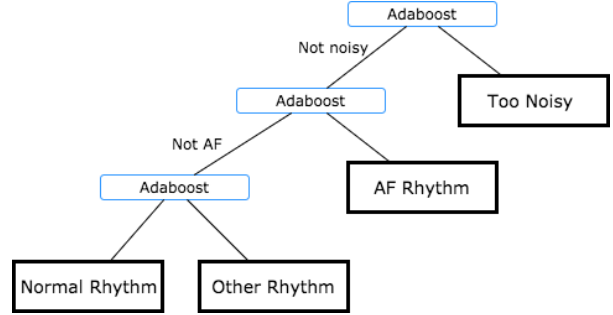 Adaboost
Not noisy
Adaboost
Too Noisy
Not AF
Adaboost
AF Rhythm
Normal Rhythm
Other Rhythm